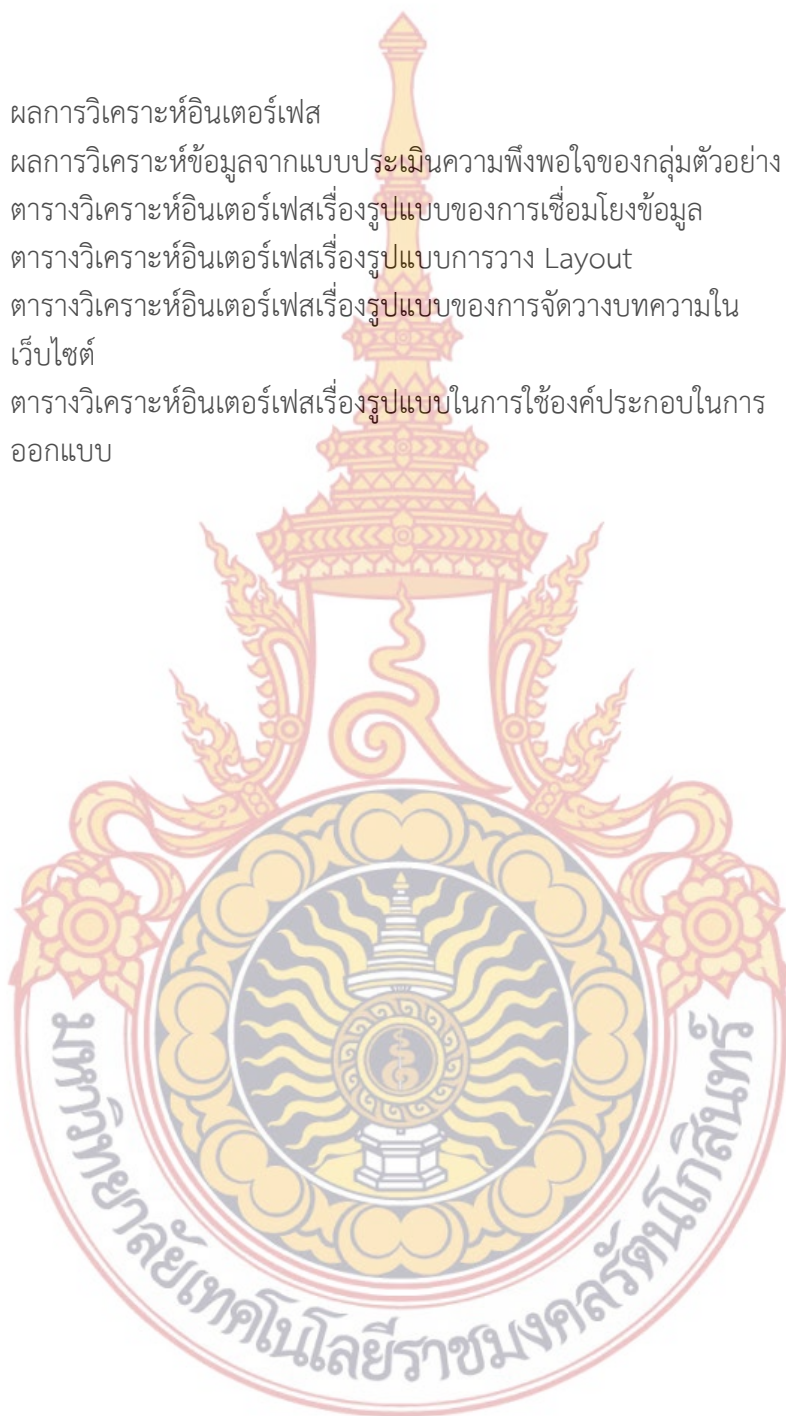 ผลการวิเคราะห์อินเตอร์เฟส
ผลการวิเคราะห์ข้อมูลจากแบบประเมินความพึงพอใจของกลุ่มตัวอย่าง
ตารางวิเคราะห์อินเตอร์เฟสเรื่องรูปแบบของการเชื่อมโยงข้อมูล
ตารางวิเคราะห์อินเตอร์เฟสเรื่องรูปแบบการวาง Layout
ตารางวิเคราะห์อินเตอร์เฟสเรื่องรูปแบบของการจัดวางบทความใน
เว็บไซต์
ตารางวิเคราะห์อินเตอร์เฟสเรื่องรูปแบบในการใช้องค์ประกอบในการ
ออกแบบ
มหาวิทยาลัยเทคโนโลยีราชมงคลรัตนโกสินทร์